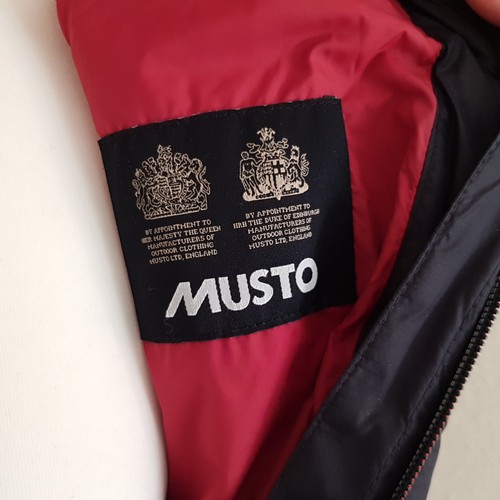 BY APPOINTMENT TO
HER MAJESTY THE QUEEN
MANUFACTURERS OF
OUTDOOR CLOTHING
MUSTO LTD, ENGLAND
BY APPOINTMENT TO
HRH THE DUKE OF EDINBURGH
MANUFACTURERS OF
OUTDOOR CLOTHING
MUSTO LTD, ENGLAND
MUSTO
S